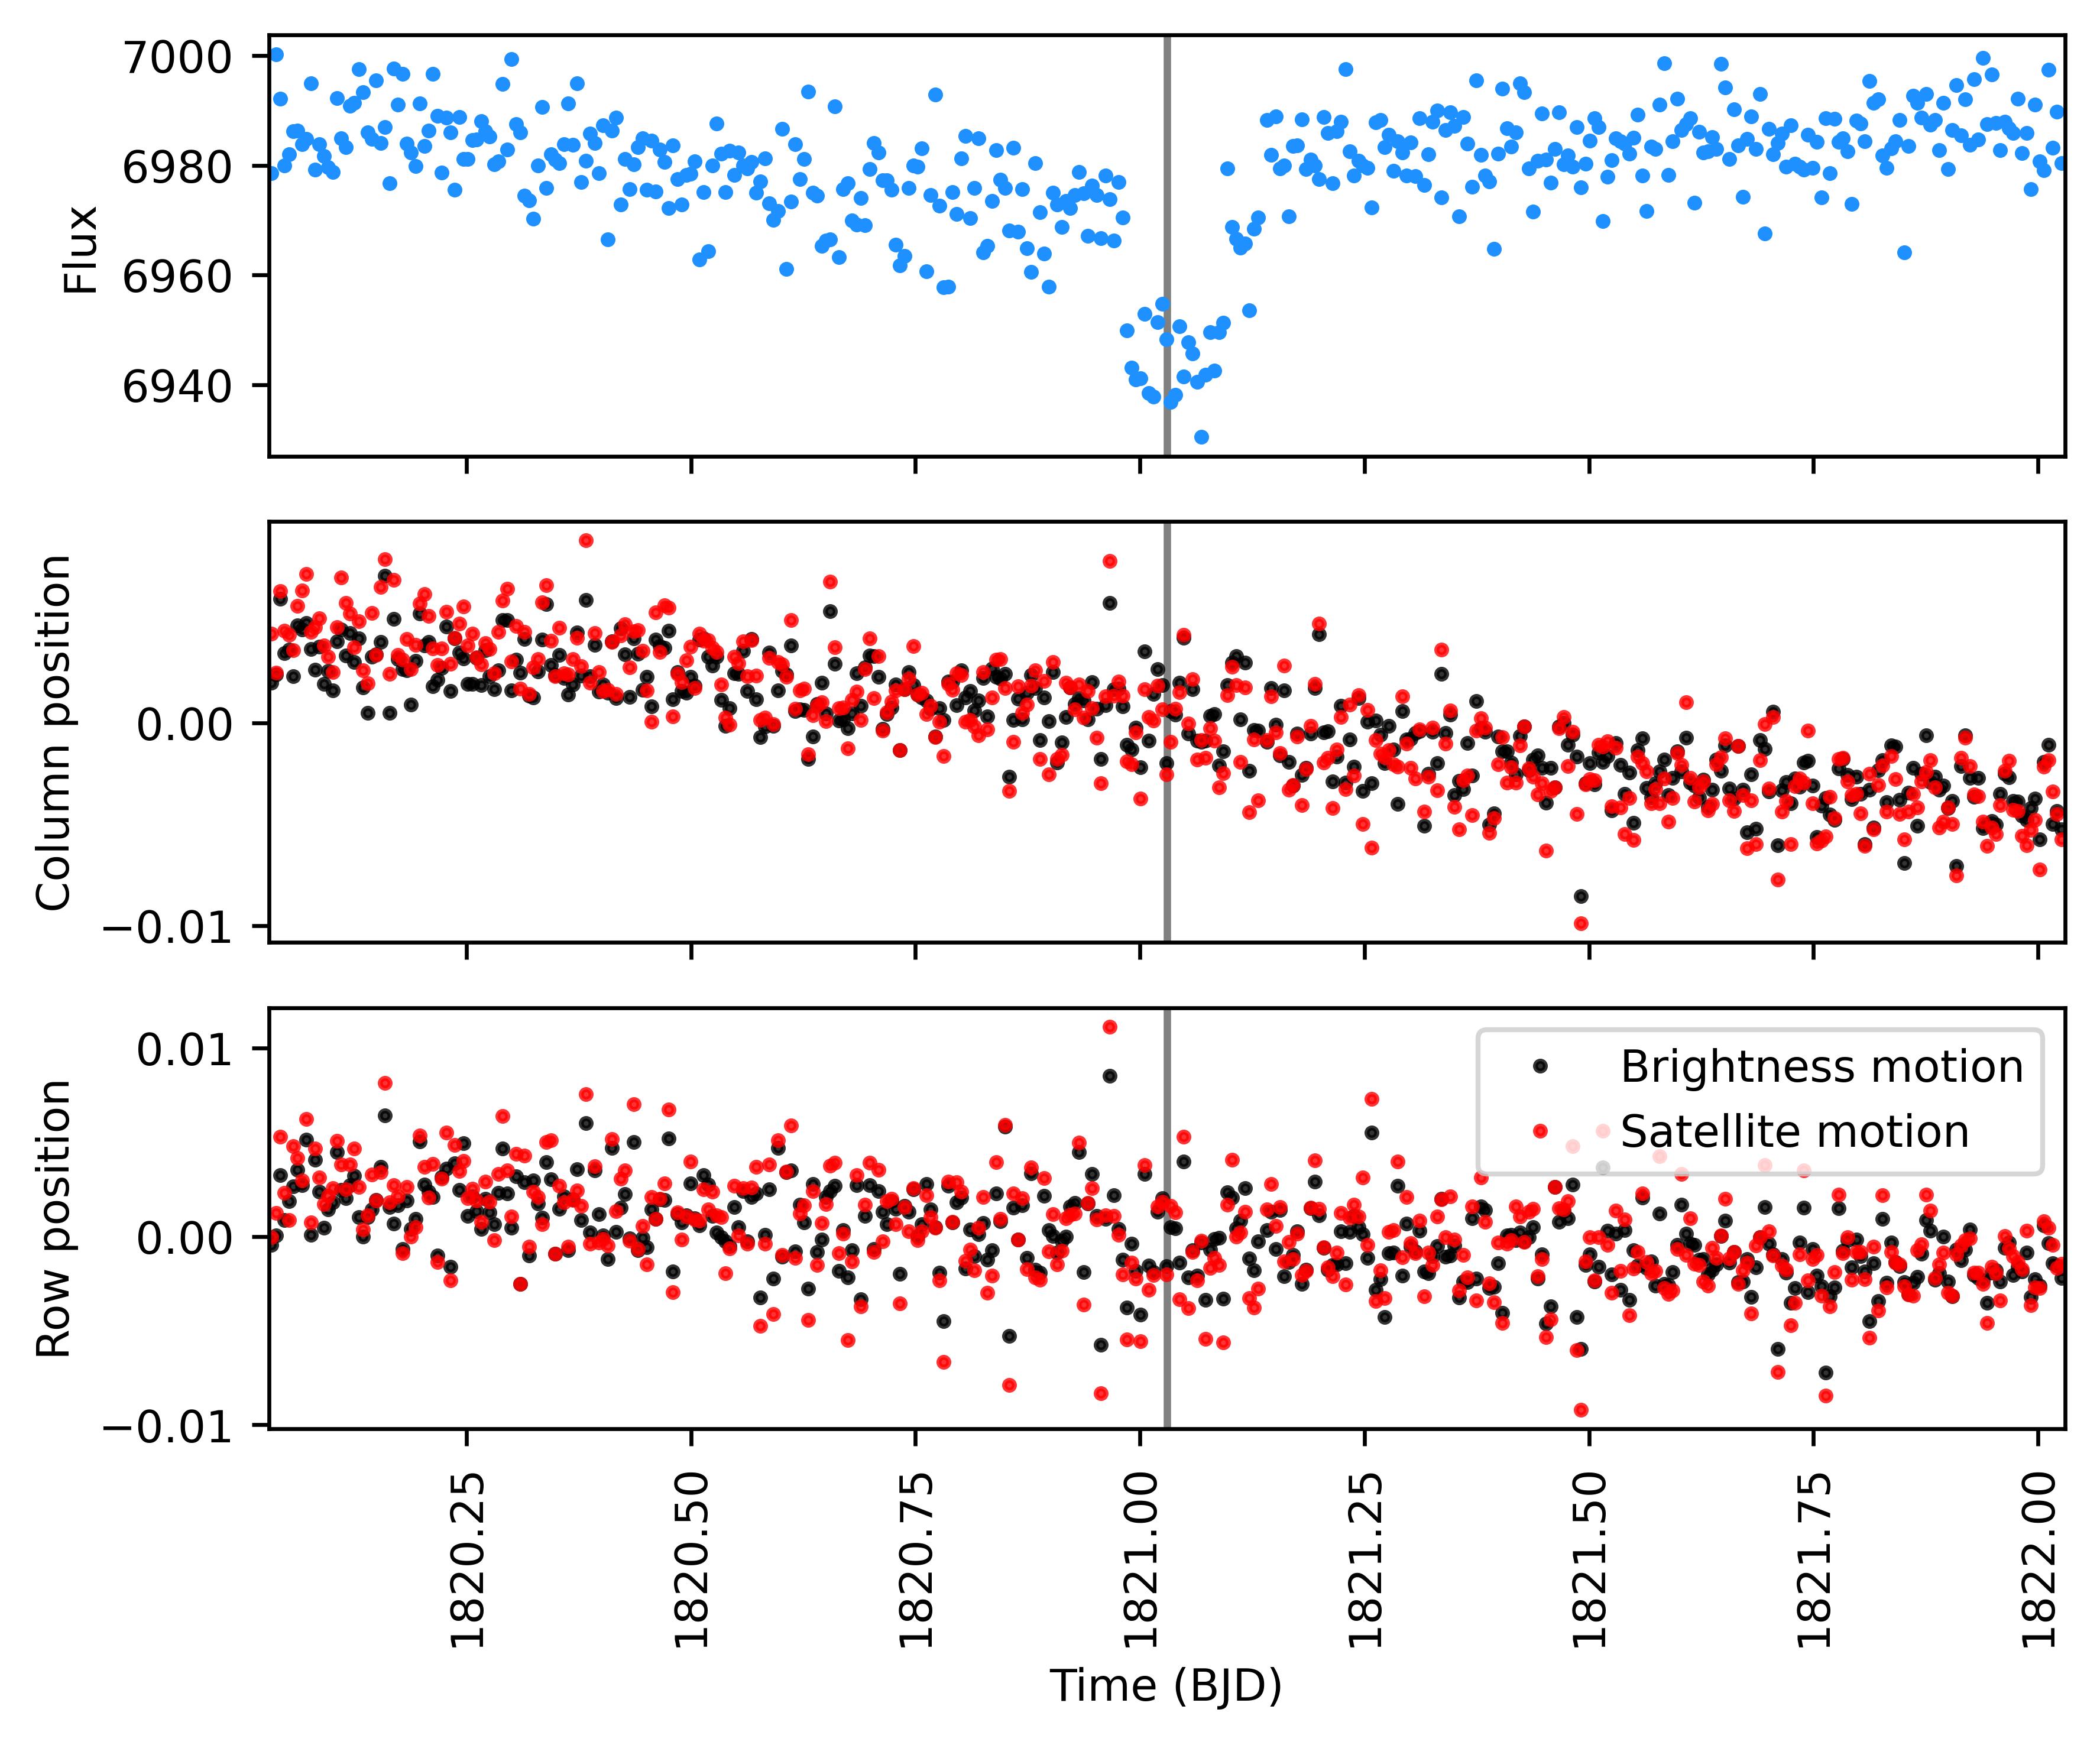 7000
6980
6960
6940
Flux
0.00
−0.01
Column position
0.01
0.00
−0.01
Row position
Brightness motion
Satellite motion
1820.25
1820.50
1820.75
1821.00
1821.25
1821.50
1821.75
1822.00
Time (BJD)